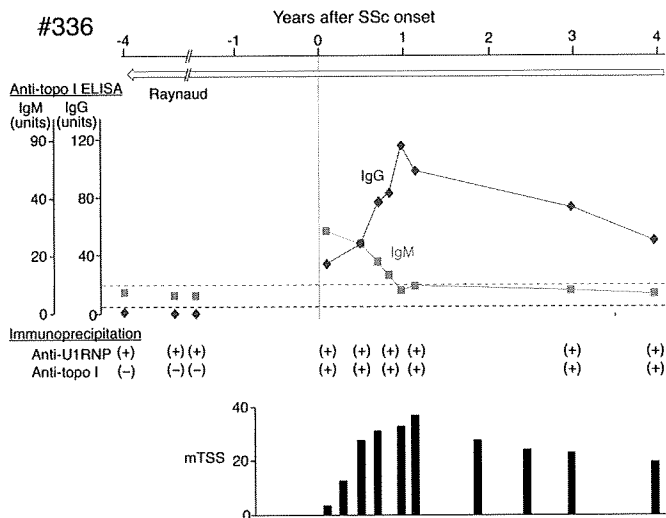 #336
Years after SSc onset
-4 -1 0 1 2 3 4
Raynaud
Anti-topo I ELISA
IgM IgG
(units) (units)
90 120
40 80
20 40
0 0
IgG
IgM
Immunoprecipitation
Anti-U1RNP (+) (+) (+) (+) (+) (+) (+) (+) (+)
Anti-topo I (−) (−) (−) (+) (+) (+) (+) (+) (+)
mTSS
40
20
0